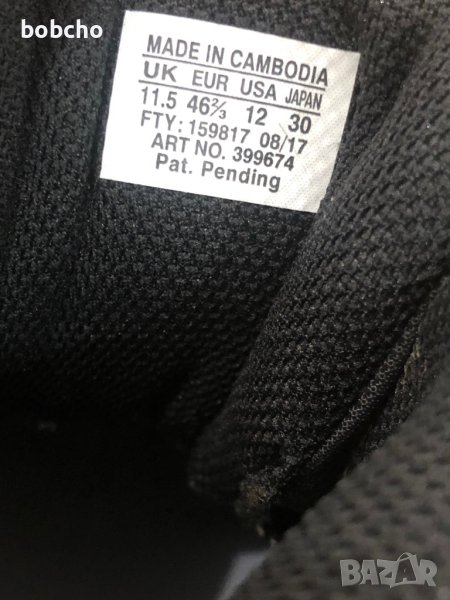 bobcho
MADE IN CAMBODIA
UK EUR USA JAPAN
11.5 46⅔ 12 30
FTY: 159817 08/17
ART NO. 399674
Pat. Pending
BAZAR